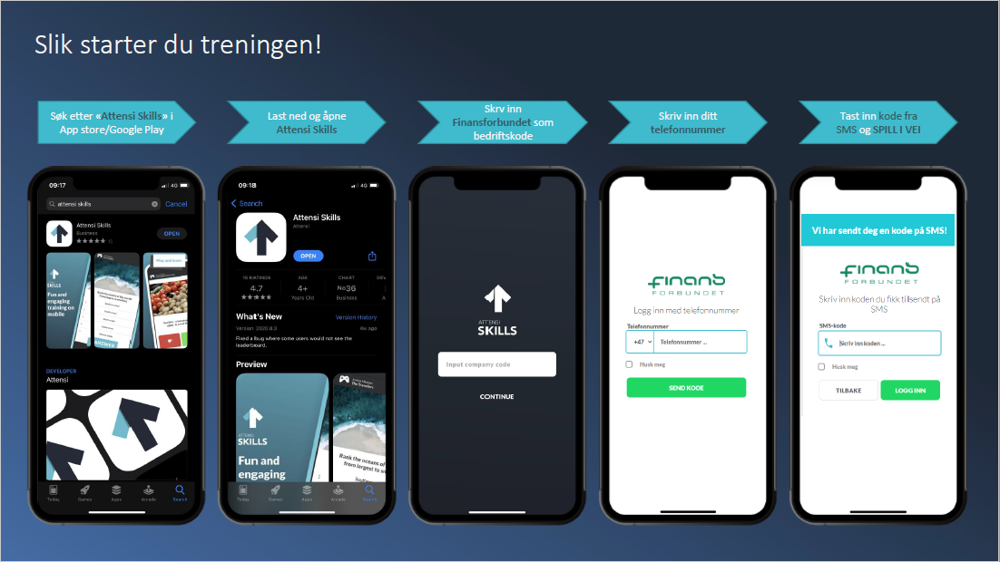 Slik starter du treningen!
Søk etter «Attensi Skills» i
App store/Google Play
Last ned og åpne
Attensi Skills
Skrv inn
Finansforbundet som
bedriftskode
Skriv inn ditt
telefonnummer
Tast inn kode fra
SMS og SPILL I VEI
09:17
4G
attensi skills
Cancel
Attensi Skills
Business
OPEN
SKILLS
Fun and
engaging
training on
mobile
Play and more
ANSWER
DEVELOPER
Attensi
Today
Games
Apps
Arcade
Search
09:18
4G
Search
Attensi Skills
Attensi
OPEN
15 RATINGS
4.7
AGE
4+
Years Old
CHART
No36
Business
What's New
Version History
Version 2020.8.3
4w ago
Fixed a bug where some users would not see the
leaderboard.
Preview
ATTENSI
SKILLS
Fun and
engaging
Rank the oceans o
from largest to s
Today
Games
Apps
Arcade
Search
ATTENSI
SKILLS
Input company code
CONTINUE
Finans
FORBUNDET
Logg inn med telefonnummer
Telefonnummer
+47
Telefonnummer ...
Husk meg
SEND KODE
Vi har sendt deg en kode på SMS!
Finans
FORBUNDET
Skriv inn koden du fikk tillsendt på
SMS
SMS-kode
Skriv inn koden ...
Husk meg
TILBAKE
LOGG INN